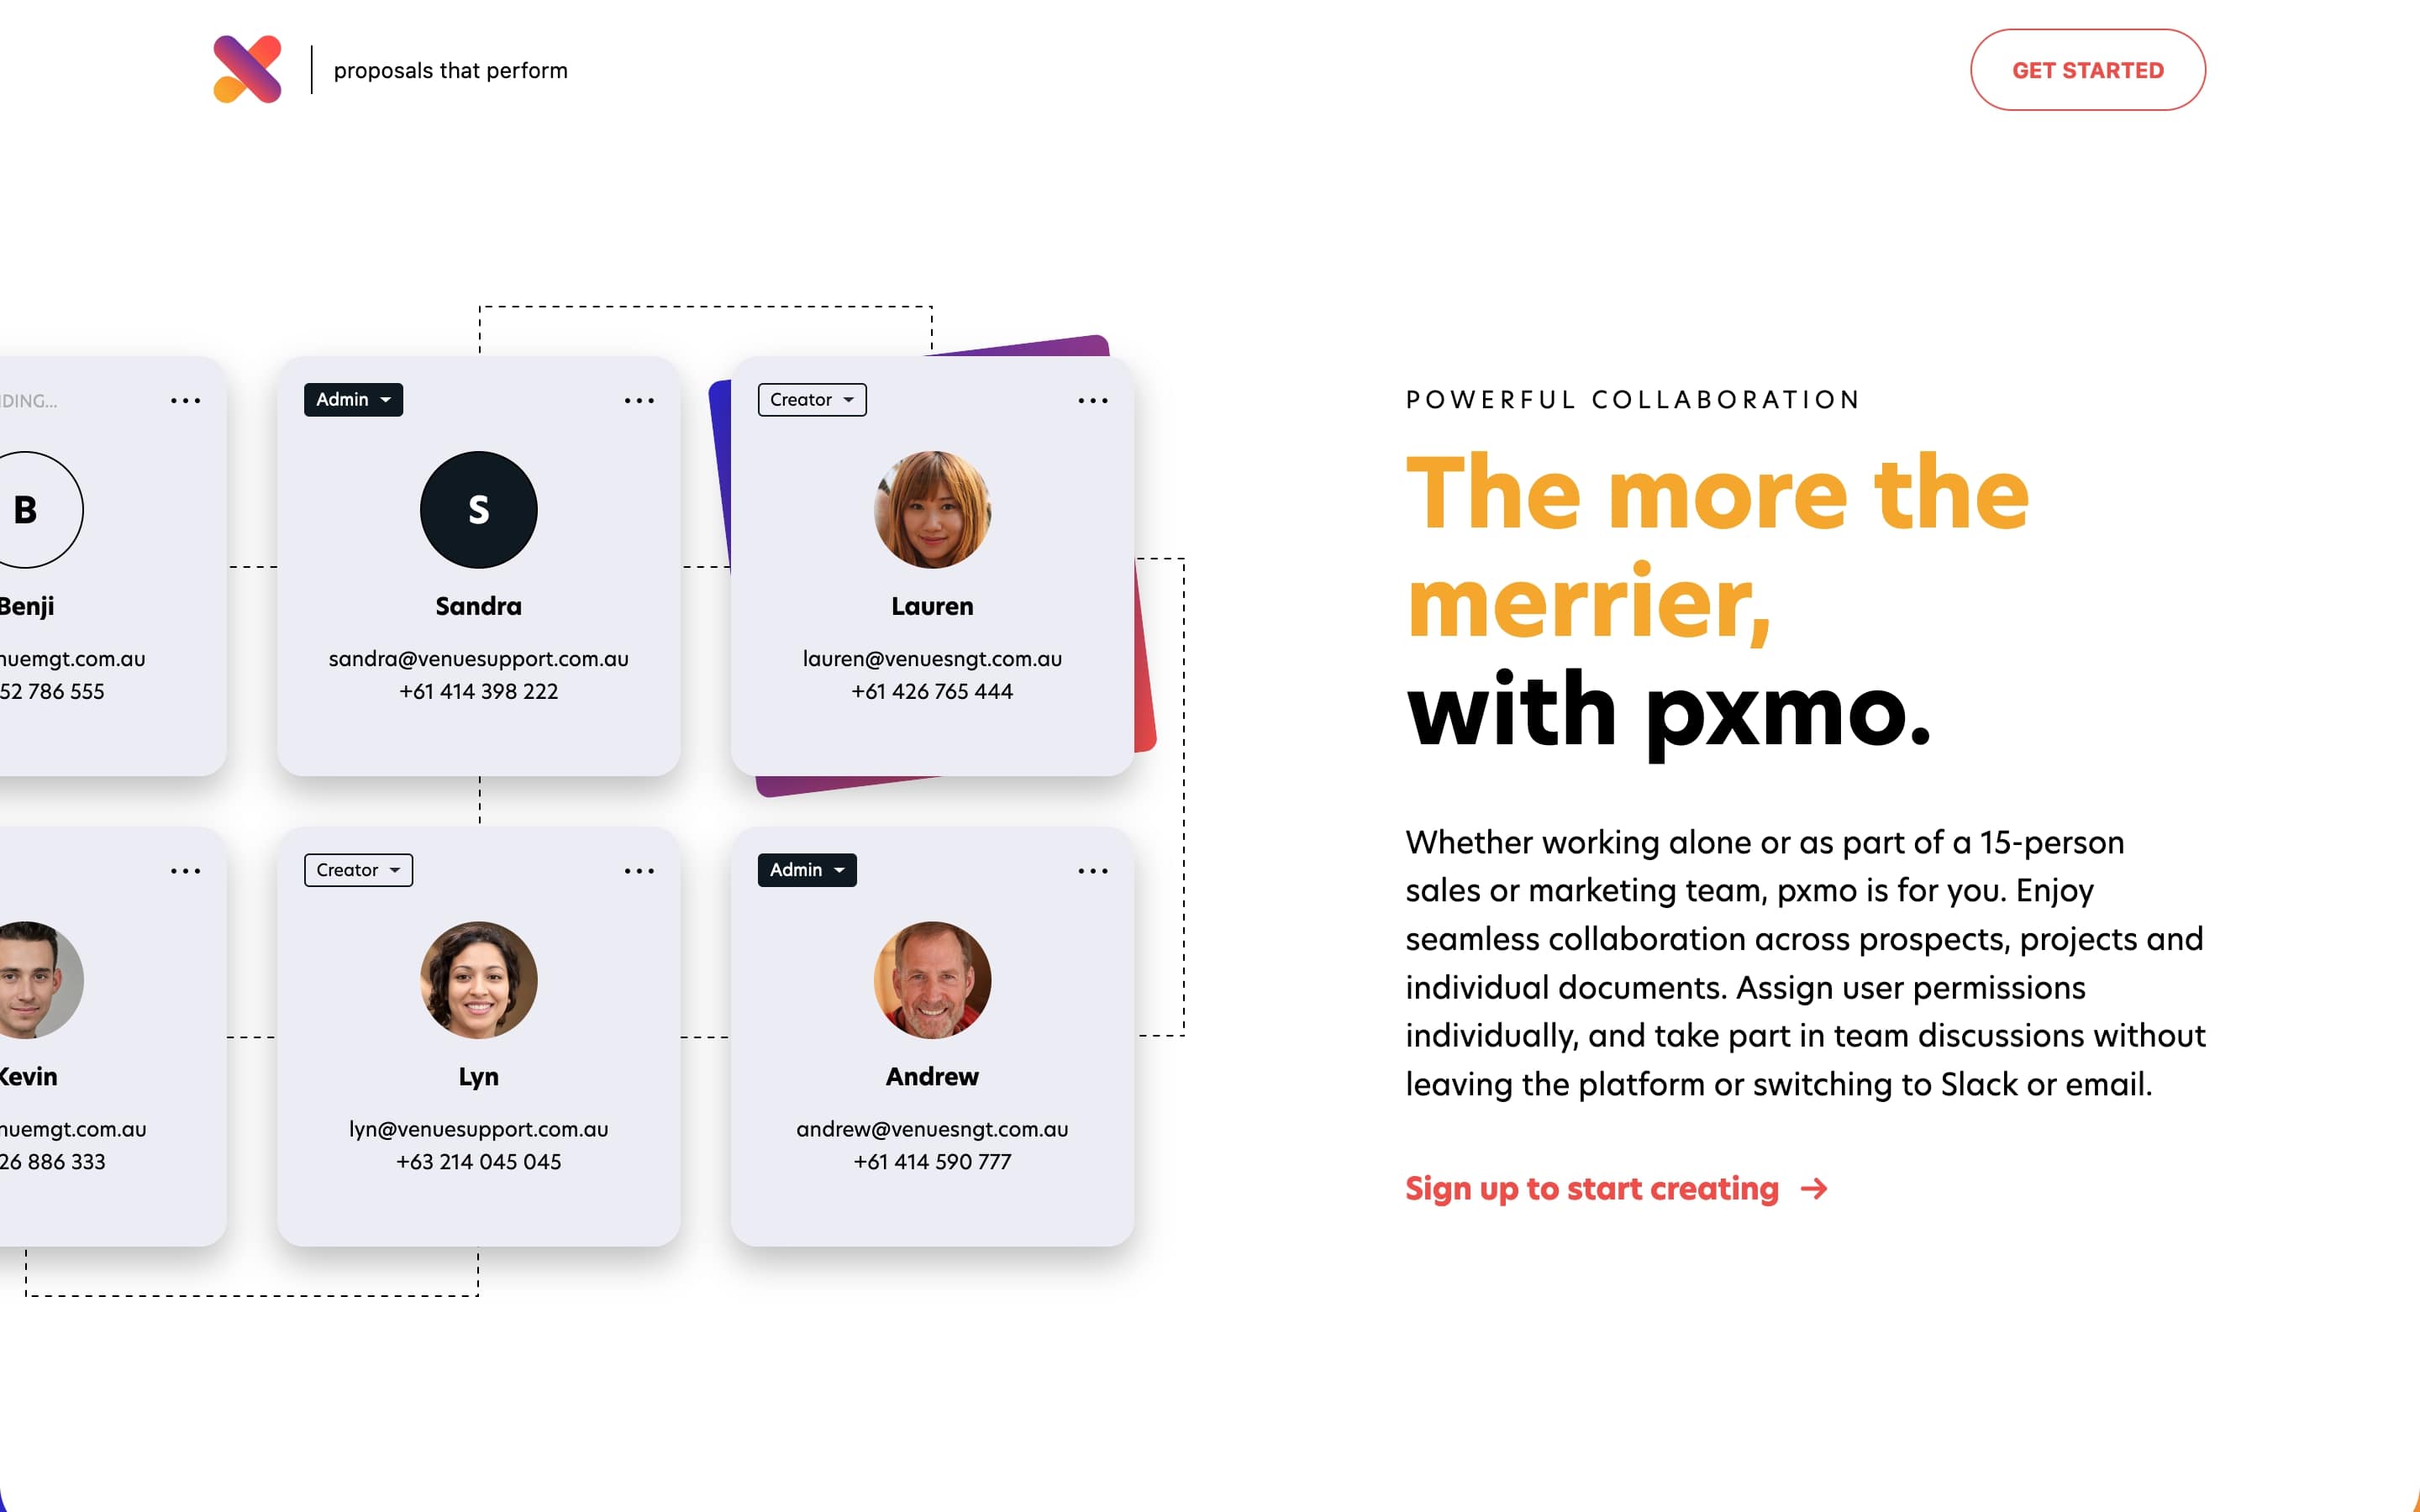 proposals that perform
GET STARTED
DING...
B
Benji
nuemgt.com.au
52 786 555
Admin
S
Sandra
sandra@venuesupport.com.au
+61 414 398 222
Creator
Lauren
lauren@venuesngt.com.au
+61 426 765 444
Kevin
nuemgt.com.au
26 886 333
Creator
Lyn
lyn@venuesupport.com.au
+63 214 045 045
Admin
Andrew
andrew@venuesngt.com.au
+61 414 590 777
POWERFUL COLLABORATION
The more the
merrier,
with pxmo.
Whether working alone or as part of a 15-person
sales or marketing team, pxmo is for you. Enjoy
seamless collaboration across prospects, projects and
individual documents. Assign user permissions
individually, and take part in team discussions without
leaving the platform or switching to Slack or email.
Sign up to start creating →